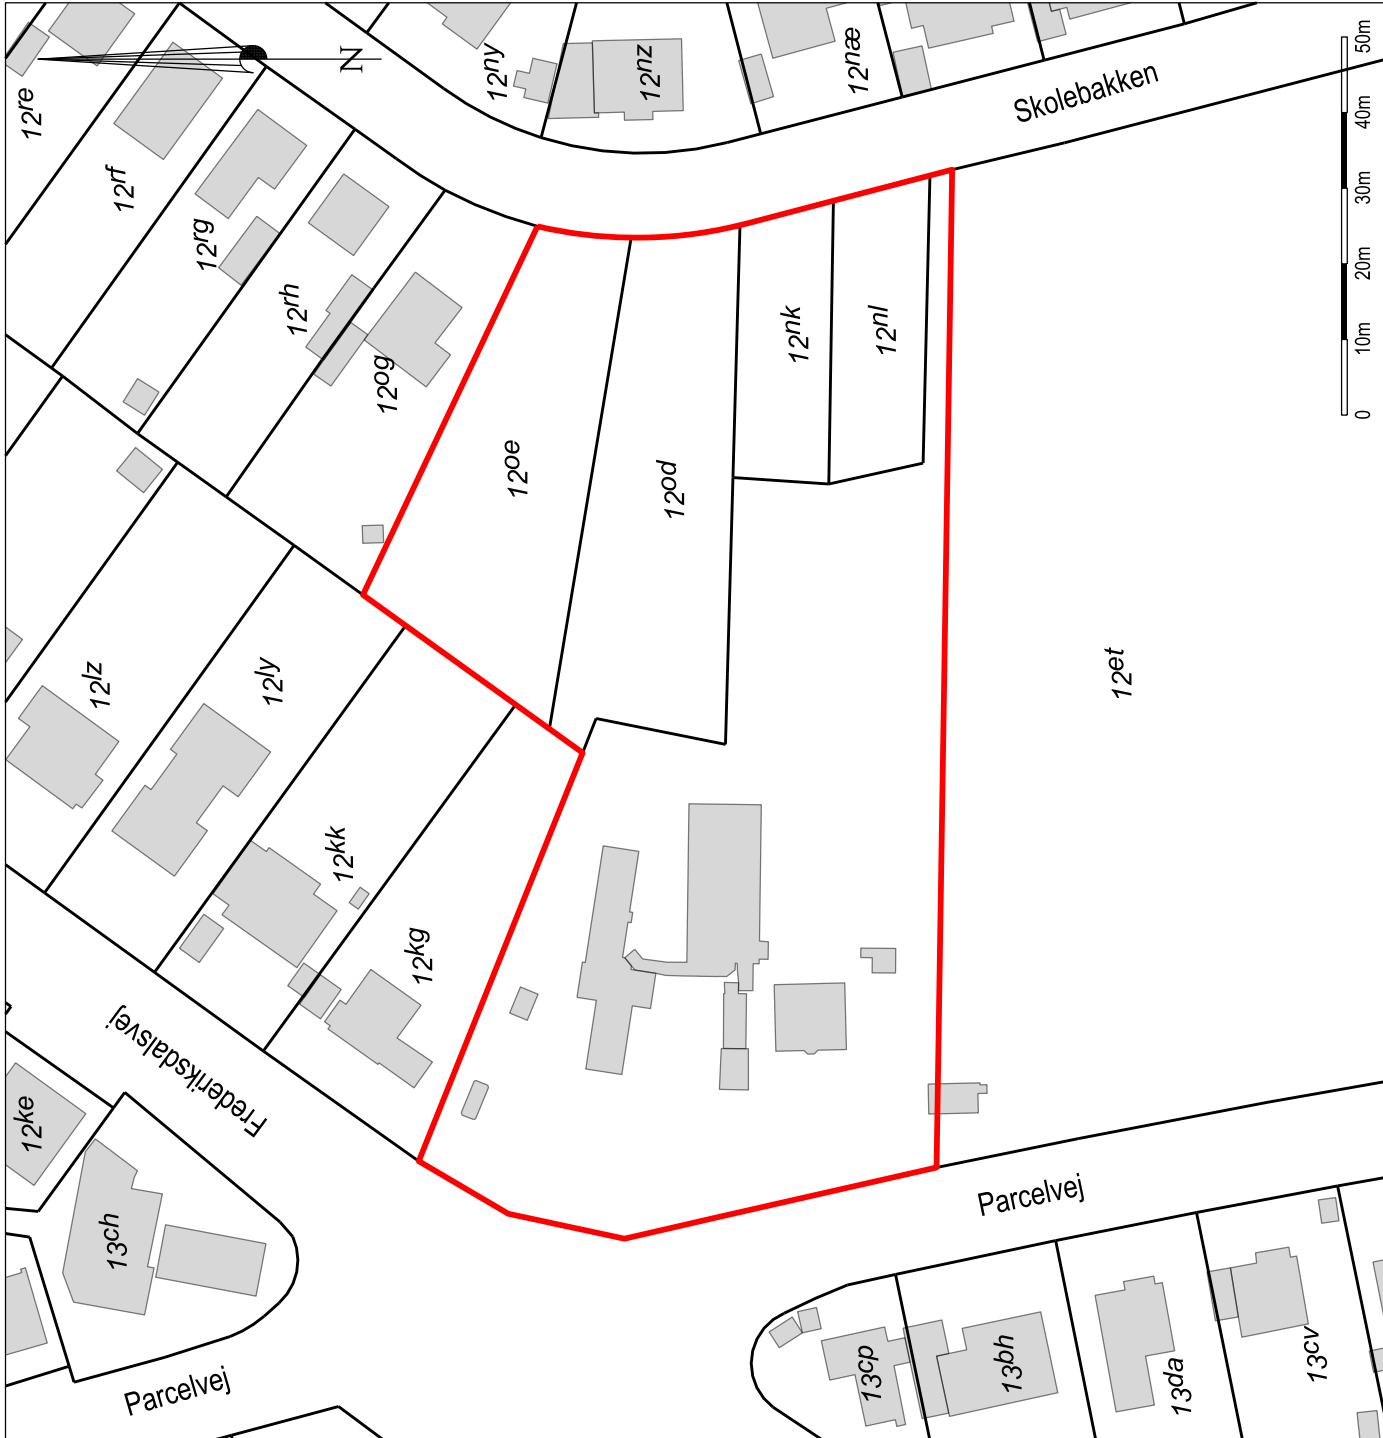 12re
12rf
12rg
12rh
12og
N
12ny
12nz
12næ
Skolebakken
50m
40m
30m
20m
10m
0
12oe
12od
12nk
12nl
12lz
12ly
12kk
12kg
12et
Frederiksdalsvej
12ke
13ch
Parcelvej
Parcelvej
13cp
13bh
13da
13cv